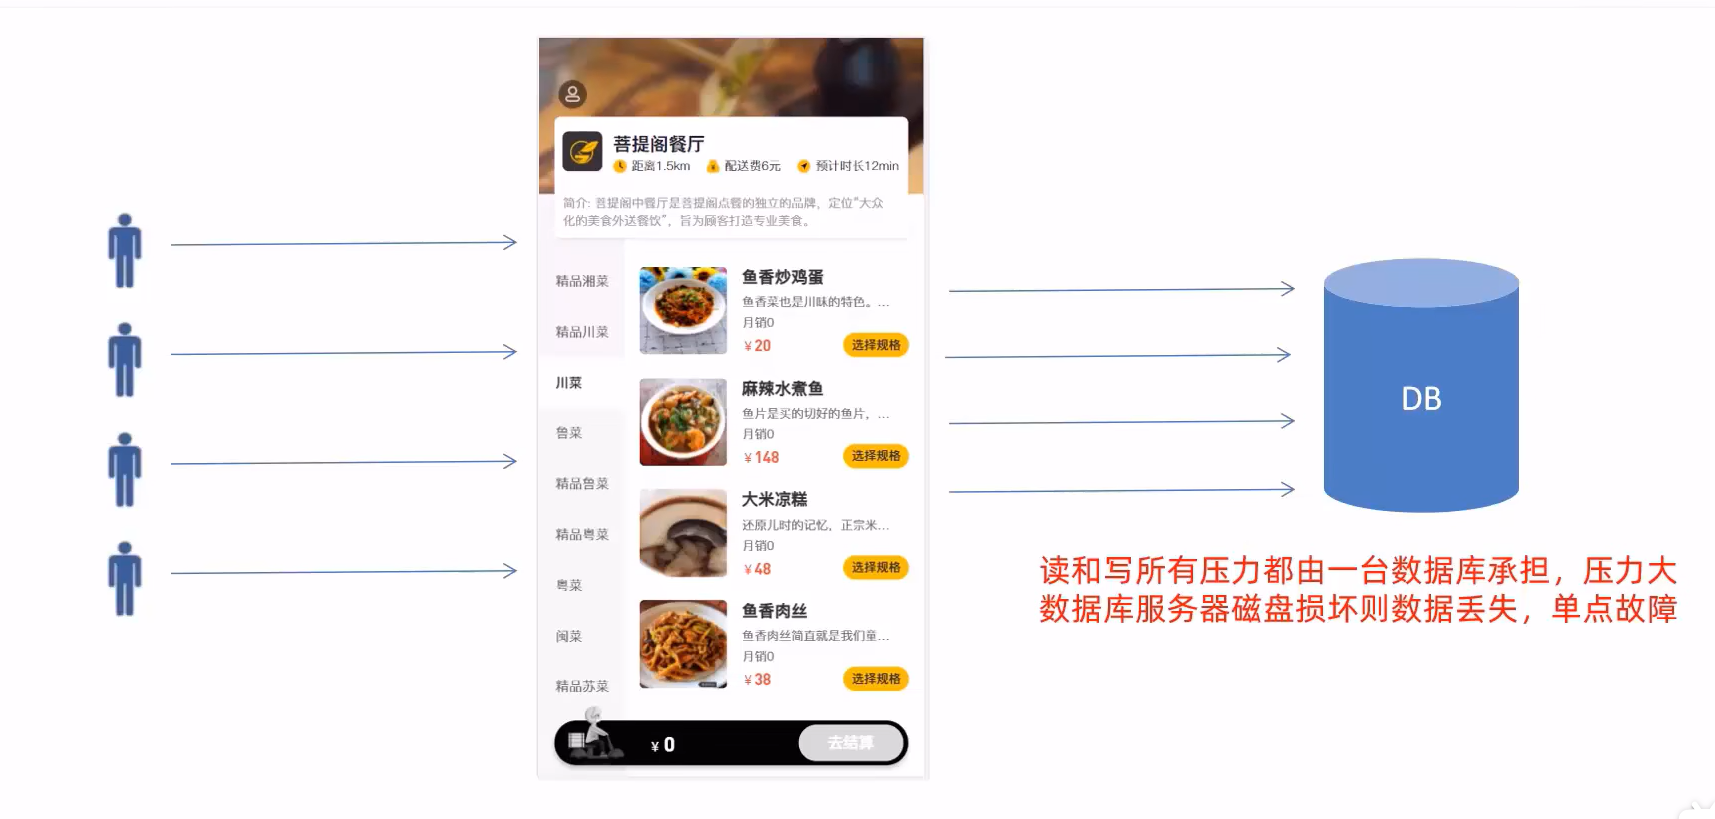 菩提阁餐厅
距离1.5km 配送费6元 预计时长12min
简介: 菩提阁中餐厅是菩提阁点餐的独立的品牌，定位“大众
化的美食外送餐饮”，旨为顾客打造专业美食。
精品湘菜
精品川菜
川菜
鲁菜
精品鲁菜
精品粤菜
粤菜
闽菜
精品苏菜
鱼香炒鸡蛋
鱼香菜也是川味的特色。...
月销0
¥20
选择规格
麻辣水煮鱼
鱼片是买的切好的鱼片，...
月销0
¥148
选择规格
大米凉糕
还原儿时的记忆，正宗米...
月销0
¥48
选择规格
鱼香肉丝
鱼香肉丝简直就是我们童...
月销0
¥38
选择规格
¥0
去结算
DB
读和写所有压力都由一台数据库承担，压力大
数据库服务器磁盘损坏则数据丢失，单点故障